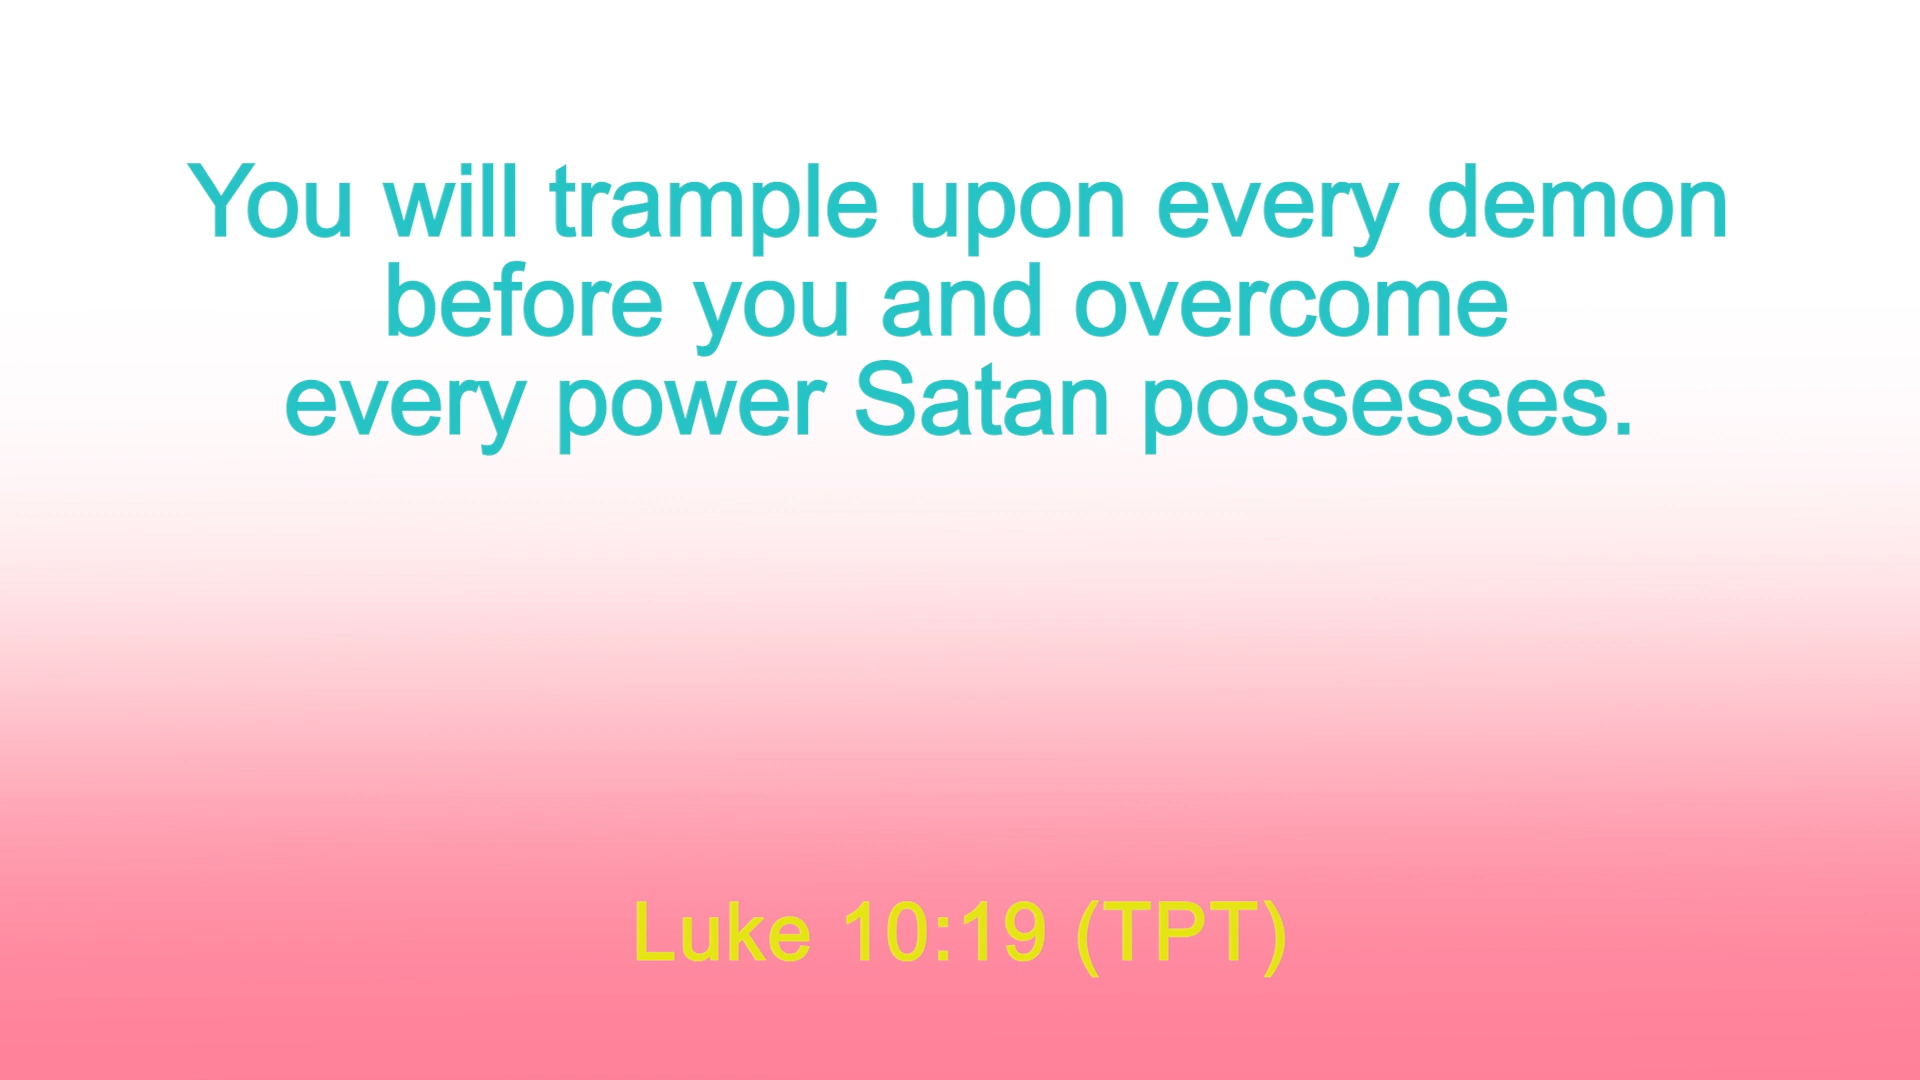 You will trample upon every demon
before you and overcome
every power Satan possesses.
Luke 10:19 (TPT)